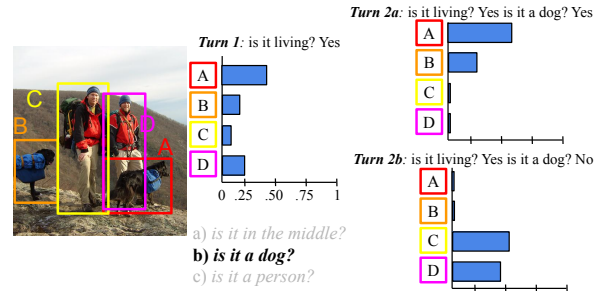 Turn 1: is it living? Yes
A
B
C
D
0 .25 .5 .75 1
a) is it in the middle?
b) is it a dog?
c) is it a person?
C
B
D
A
Turn 2a: is it living? Yes is it a dog? Yes
A
B
C
D
Turn 2b: is it living? Yes is it a dog? No
A
B
C
D